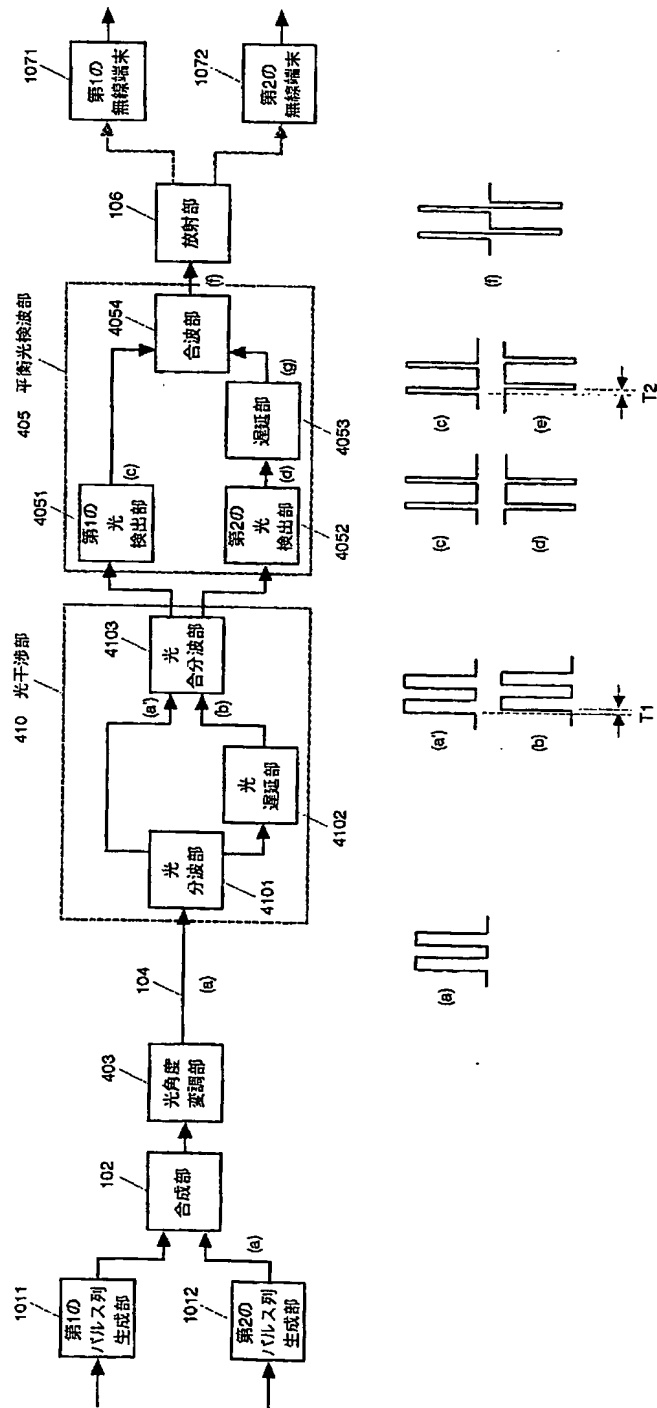 1011
第1の
パルス列
生成部
1012
第2の
パルス列
生成部
(a)
102
合成部
403
光角度
変調部
104
(a)
410 光干渉部
光
分波部
4101
光
遅延部
4102
(a')
(b)
4103
光
合分波部
405 平衡光検波部
4051
第1の
光
検出部
(c)
第2の
光
検出部
4052
(d)
遅延部
4053
(g)
4054
合波部
(f)
106
放射部
1071
第1の
無線端末
1072
第2の
無線端末
(a)
(a')
(b)
T1
(c)
(d)
(c)
(e)
T2
(f)